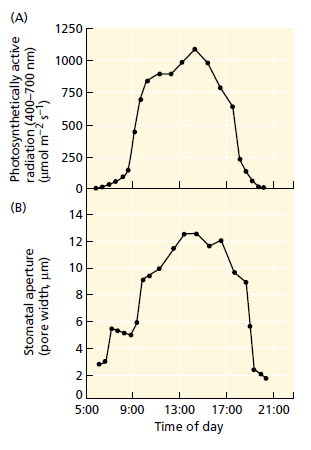 (A)
Photosynthetically active
radiation (400–700 nm)
(μmol m⁻² s⁻¹)
1250
1000
750
500
250
0
(B)
Stomatal aperture
(pore width, μm)
14
12
10
8
6
4
2
0
5:00 9:00 13:00 17:00 21:00
Time of day